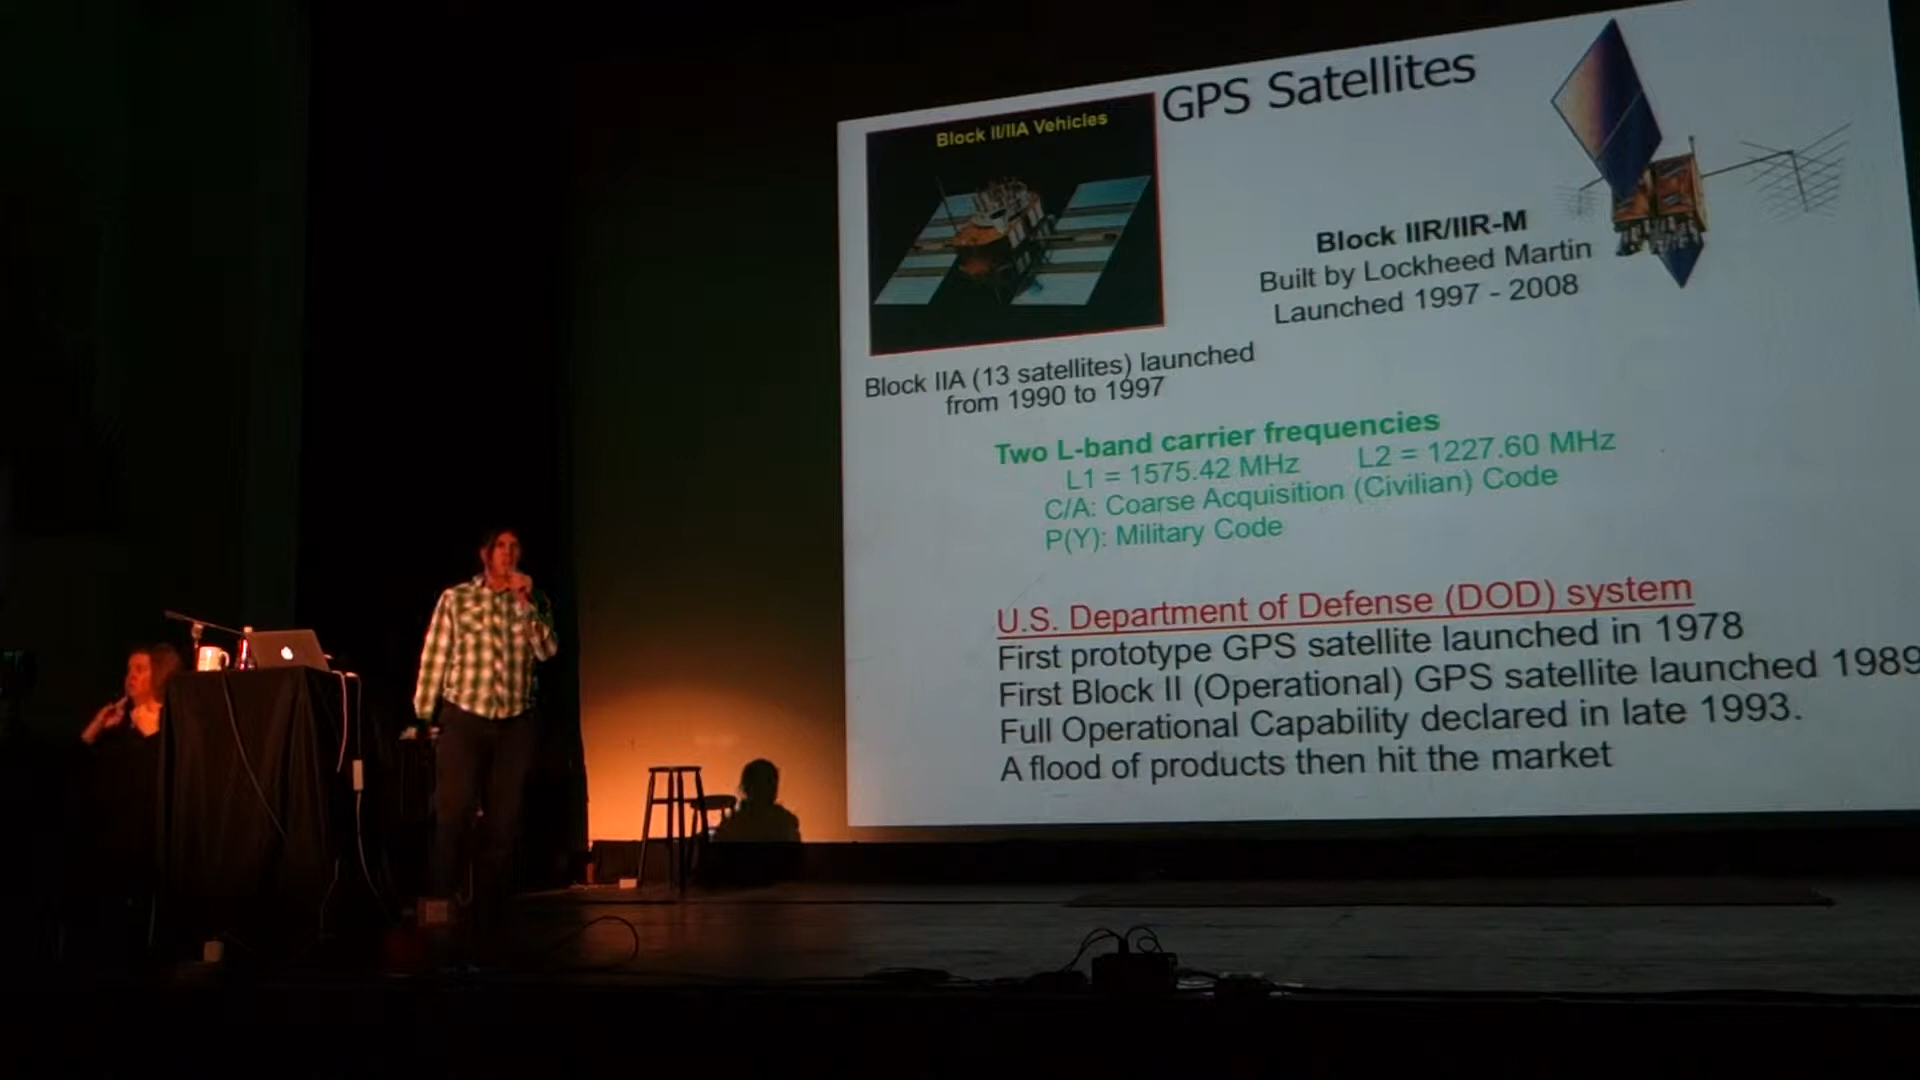 GPS Satellites
Block II/IIA Vehicles
Block IIR/IIR-M
Built by Lockheed Martin
Launched 1997 - 2008
Block IIA (13 satellites) launched
from 1990 to 1997
Two L-band carrier frequencies
L1 = 1575.42 MHz L2 = 1227.60 MHz
C/A: Coarse Acquisition (Civilian) Code
P(Y): Military Code
U.S. Department of Defense (DOD) system
First prototype GPS satellite launched in 1978
First Block II (Operational) GPS satellite launched 1989
Full Operational Capability declared in late 1993.
A flood of products then hit the market